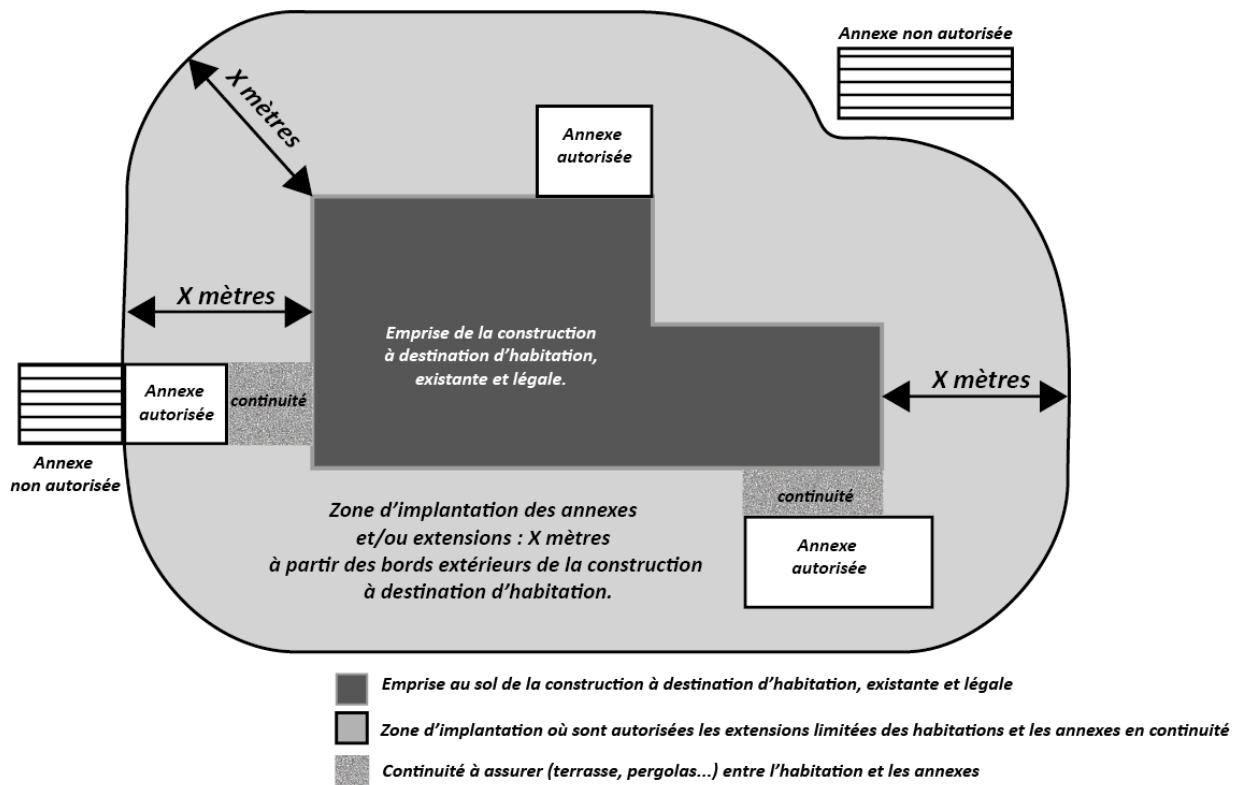 Annexe non autorisée
X mètres
Annexe
autorisée
X mètres
Emprise de la construction
à destination d'habitation,
existante et légale.
X mètres
Annexe
autorisée
continuité
Annexe
non autorisée
continuité
Zone d'implantation des annexes
et/ou extensions : X mètres
à partir des bords extérieurs de la construction
à destination d'habitation.
Annexe
autorisée
Emprise au sol de la construction à destination d'habitation, existante et légale
Zone d'implantation où sont autorisées les extensions limitées des habitations et les annexes en continuité
Continuité à assurer (terrasse, pergolas...) entre l'habitation et les annexes